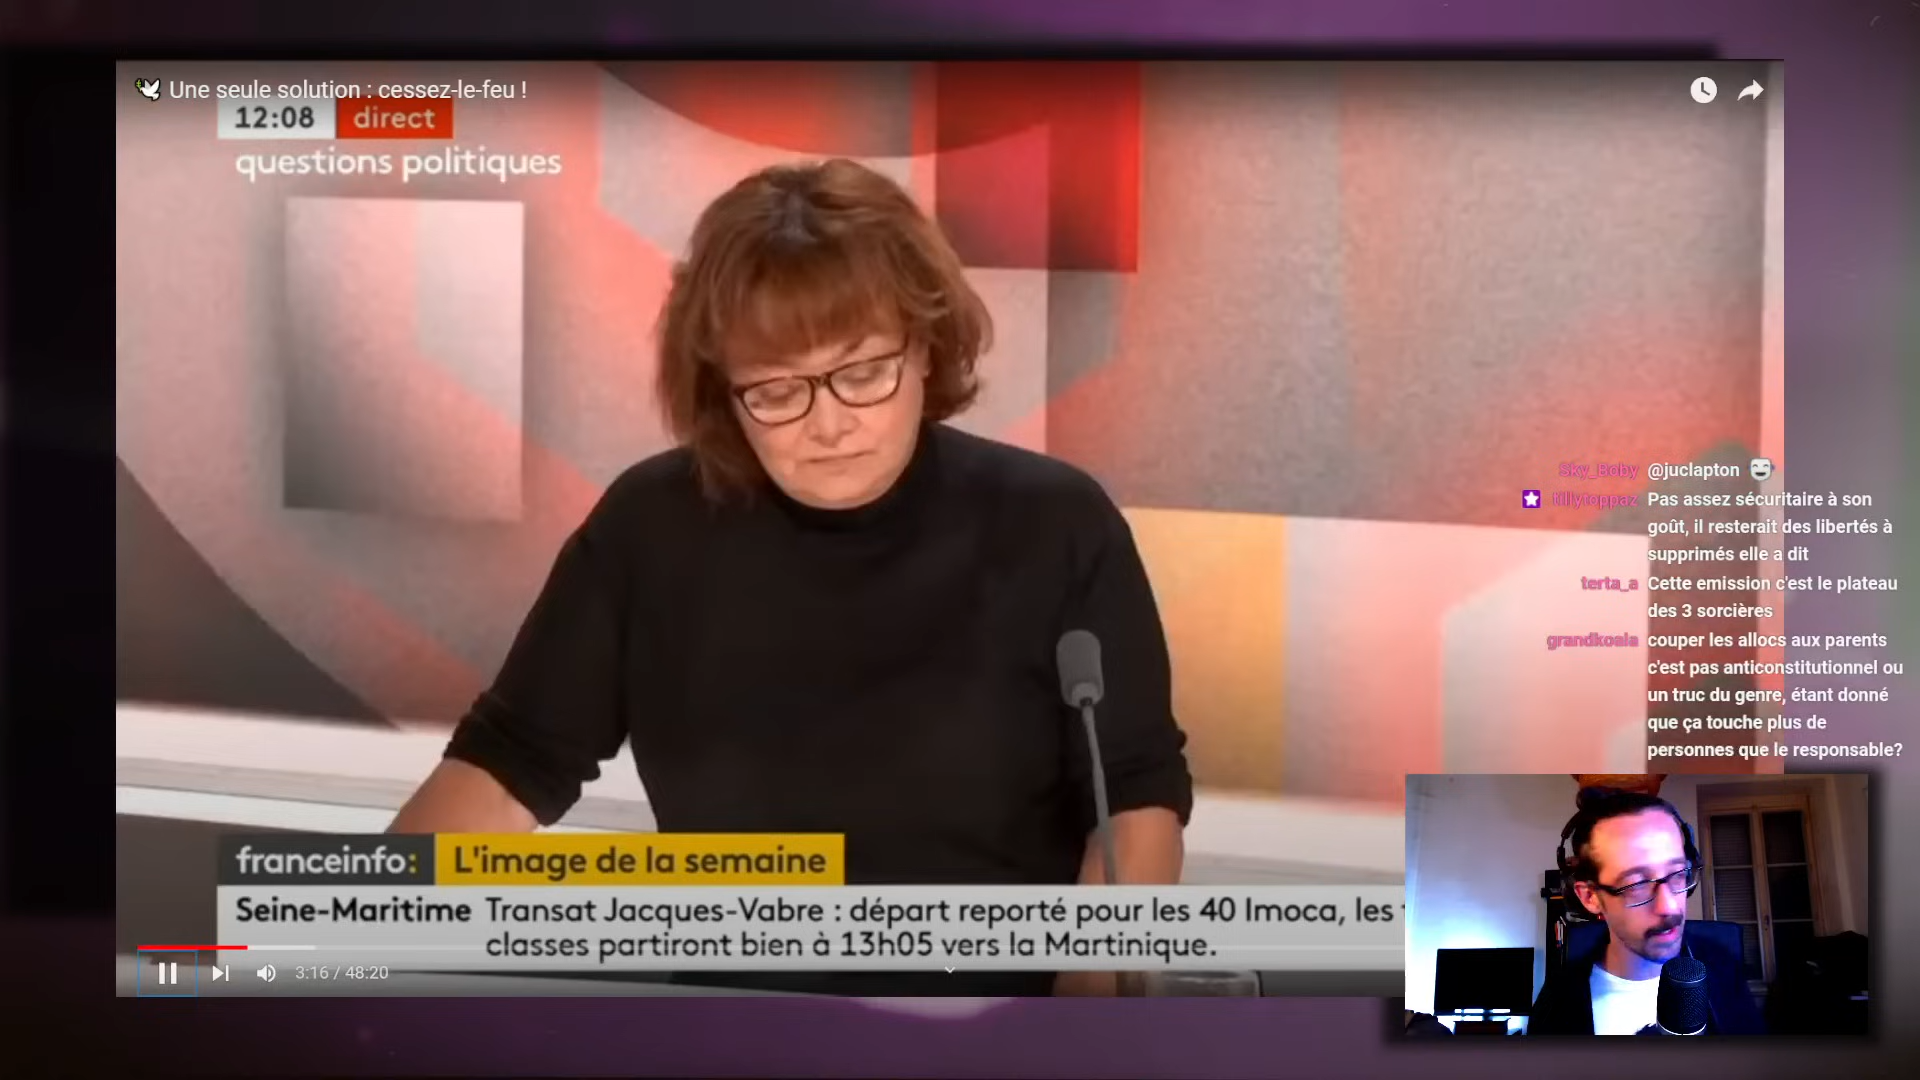 Une seule solution : cessez-le-feu !
12:08 direct
questions politiques
Sky_Boby @juclapton
tillytoppaz Pas assez sécuritaire à son
goût, il resterait des libertés à
supprimés elle a dit
terta_a Cette emission c'est le plateau
des 3 sorcières
grandkoala couper les allocs aux parents
c'est pas anticonstitutionnel ou
un truc du genre, étant donné
que ça touche plus de
personnes que le responsable?
franceinfo: L'image de la semaine
Seine-Maritime Transat Jacques-Vabre : départ reporté pour les 40 Imoca, les
classes partiront bien à 13h05 vers la Martinique.
3:16 / 48:20